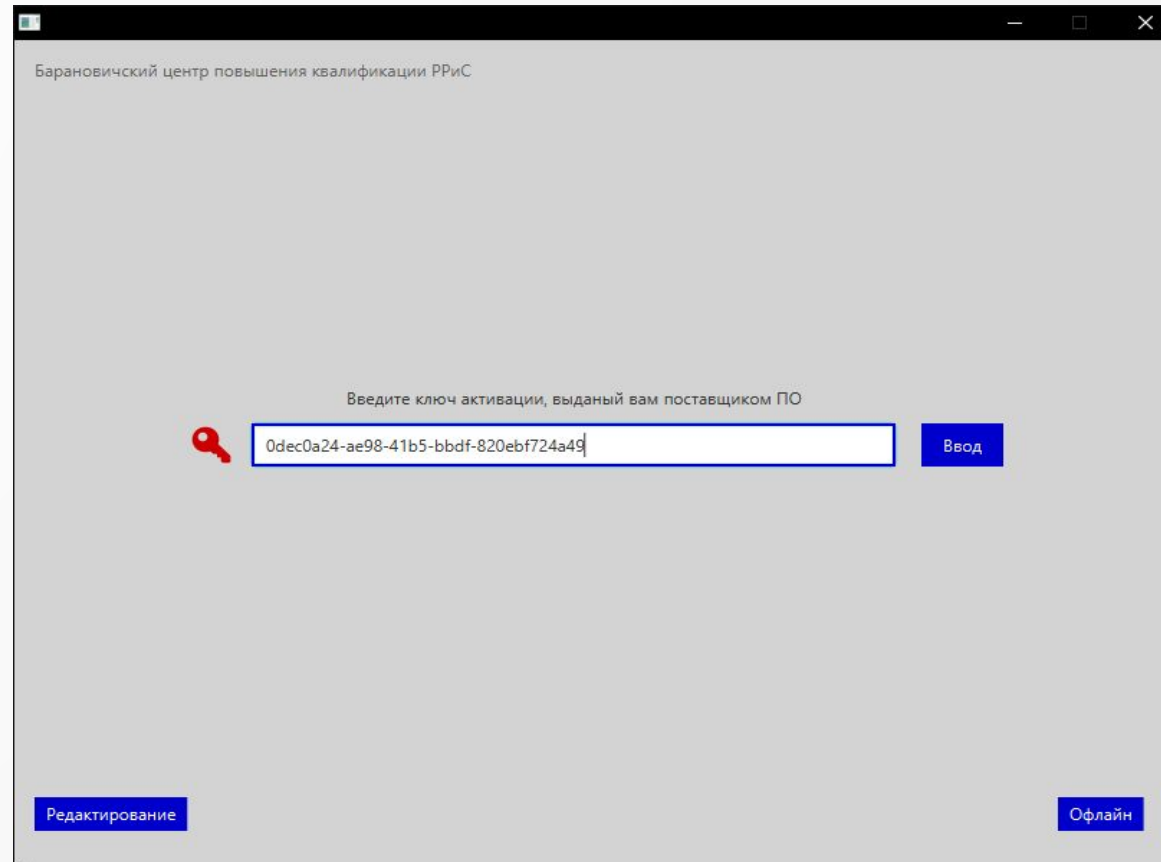 Барановичский центр повышения квалификации РРиС
Введите ключ активации, выданый вам поставщиком ПО
0dec0a24-ae98-41b5-bbdf-820ebf724a49
Ввод
Редактирование
Офлайн